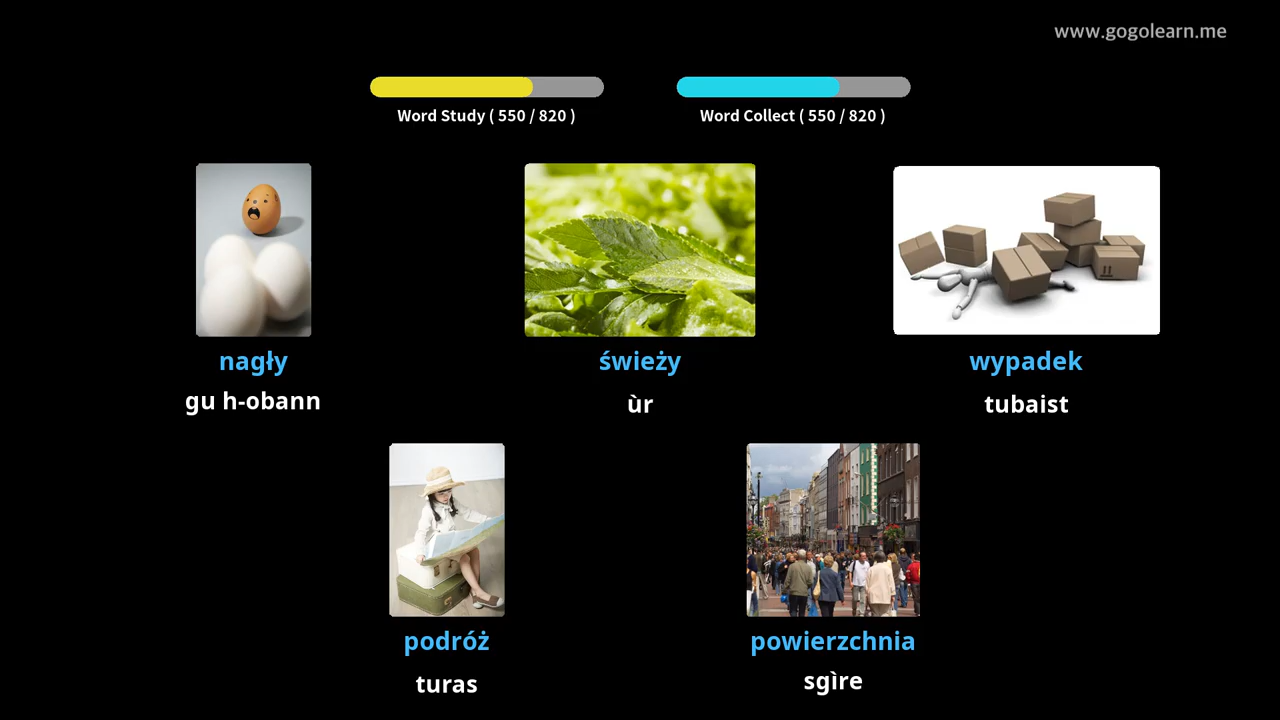 www.gogolearn.me
Word Study ( 550 / 820 )
Word Collect ( 550 / 820 )
nagły
świeży
wypadek
gu h-obann
ùr
tubaist
podróż
powierzchnia
turas
sgìre